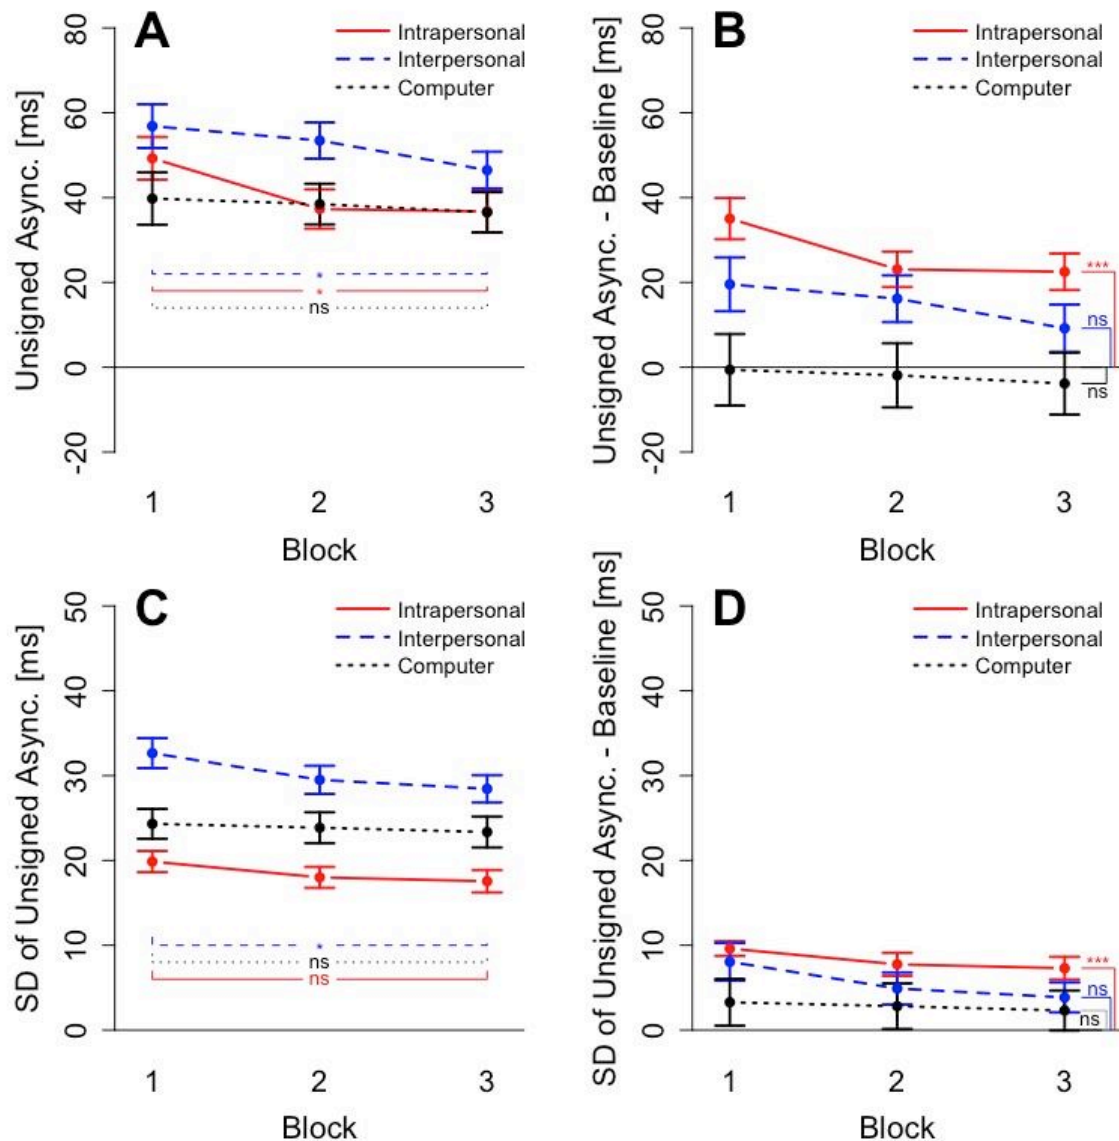 A
Intrapersonal
Interpersonal
Computer
Unsigned Async. [ms]
80
60
40
20
0
-20
*
*
ns
1 2 3
Block
B
Intrapersonal
Interpersonal
Computer
Unsigned Async. - Baseline [ms]
80
60
40
20
0
-20
***
ns
ns
1 2 3
Block
C
Intrapersonal
Interpersonal
Computer
SD of Unsigned Async. [ms]
50
40
30
20
10
0
*
ns
ns
1 2 3
Block
D
Intrapersonal
Interpersonal
Computer
SD of Unsigned Async. - Baseline [ms]
50
40
30
20
10
0
***
ns
ns
1 2 3
Block